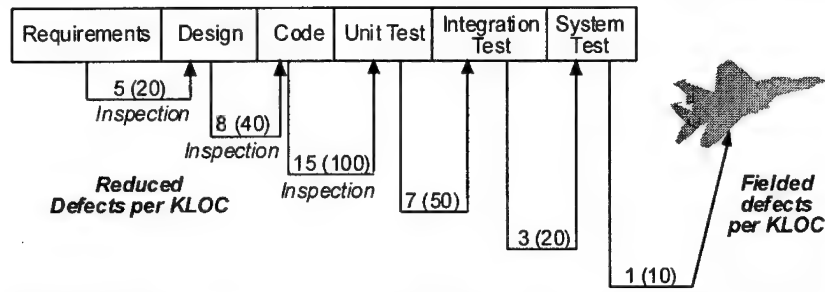 Requirements
Design
Code
Unit Test
Integration
Test
System
Test
5 (20)
Inspection
8 (40)
Inspection
15 (100)
Inspection
Reduced
Defects per KLOC
7 (50)
3 (20)
1 (10)
Fielded
defects
per KLOC